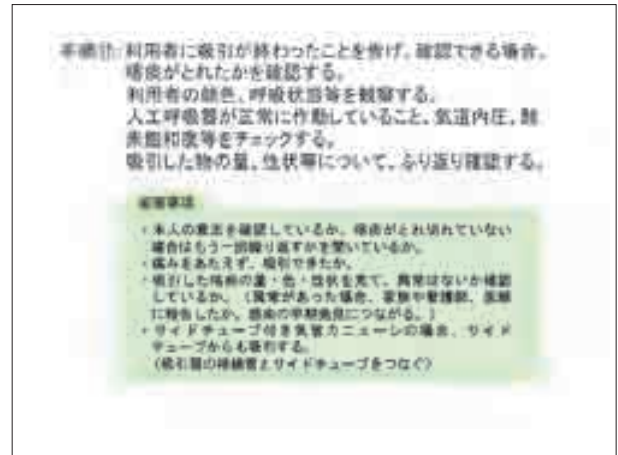 手順⑪:利用者に吸引が終わったことを告げ、確認できる場合、
喀痰がとれたかを確認する。
利用者の顔色、呼吸状態等を観察する。
人工呼吸器が正常に作動していること、気道内圧、酸
素飽和度等をチェックする。
吸引した物の量、性状等について、ふり返り確認する。
留意事項
・本人の意志を確認しているか。喀痰がとれ切れていない
場合はもう一回繰り返すかを聞いているか。
・痛みをあたえず、吸引できたか。
・吸引した喀痰の量・色・性状を見て、異常はないか確認
しているか。(異常があった場合、家族や看護師、医師
に報告したか。感染の早期発見につながる。)
・サイドチューブ付き気管カニューレの場合、サイド
チューブからも吸引する。
(吸引器の接続管とサイドチューブをつなぐ)